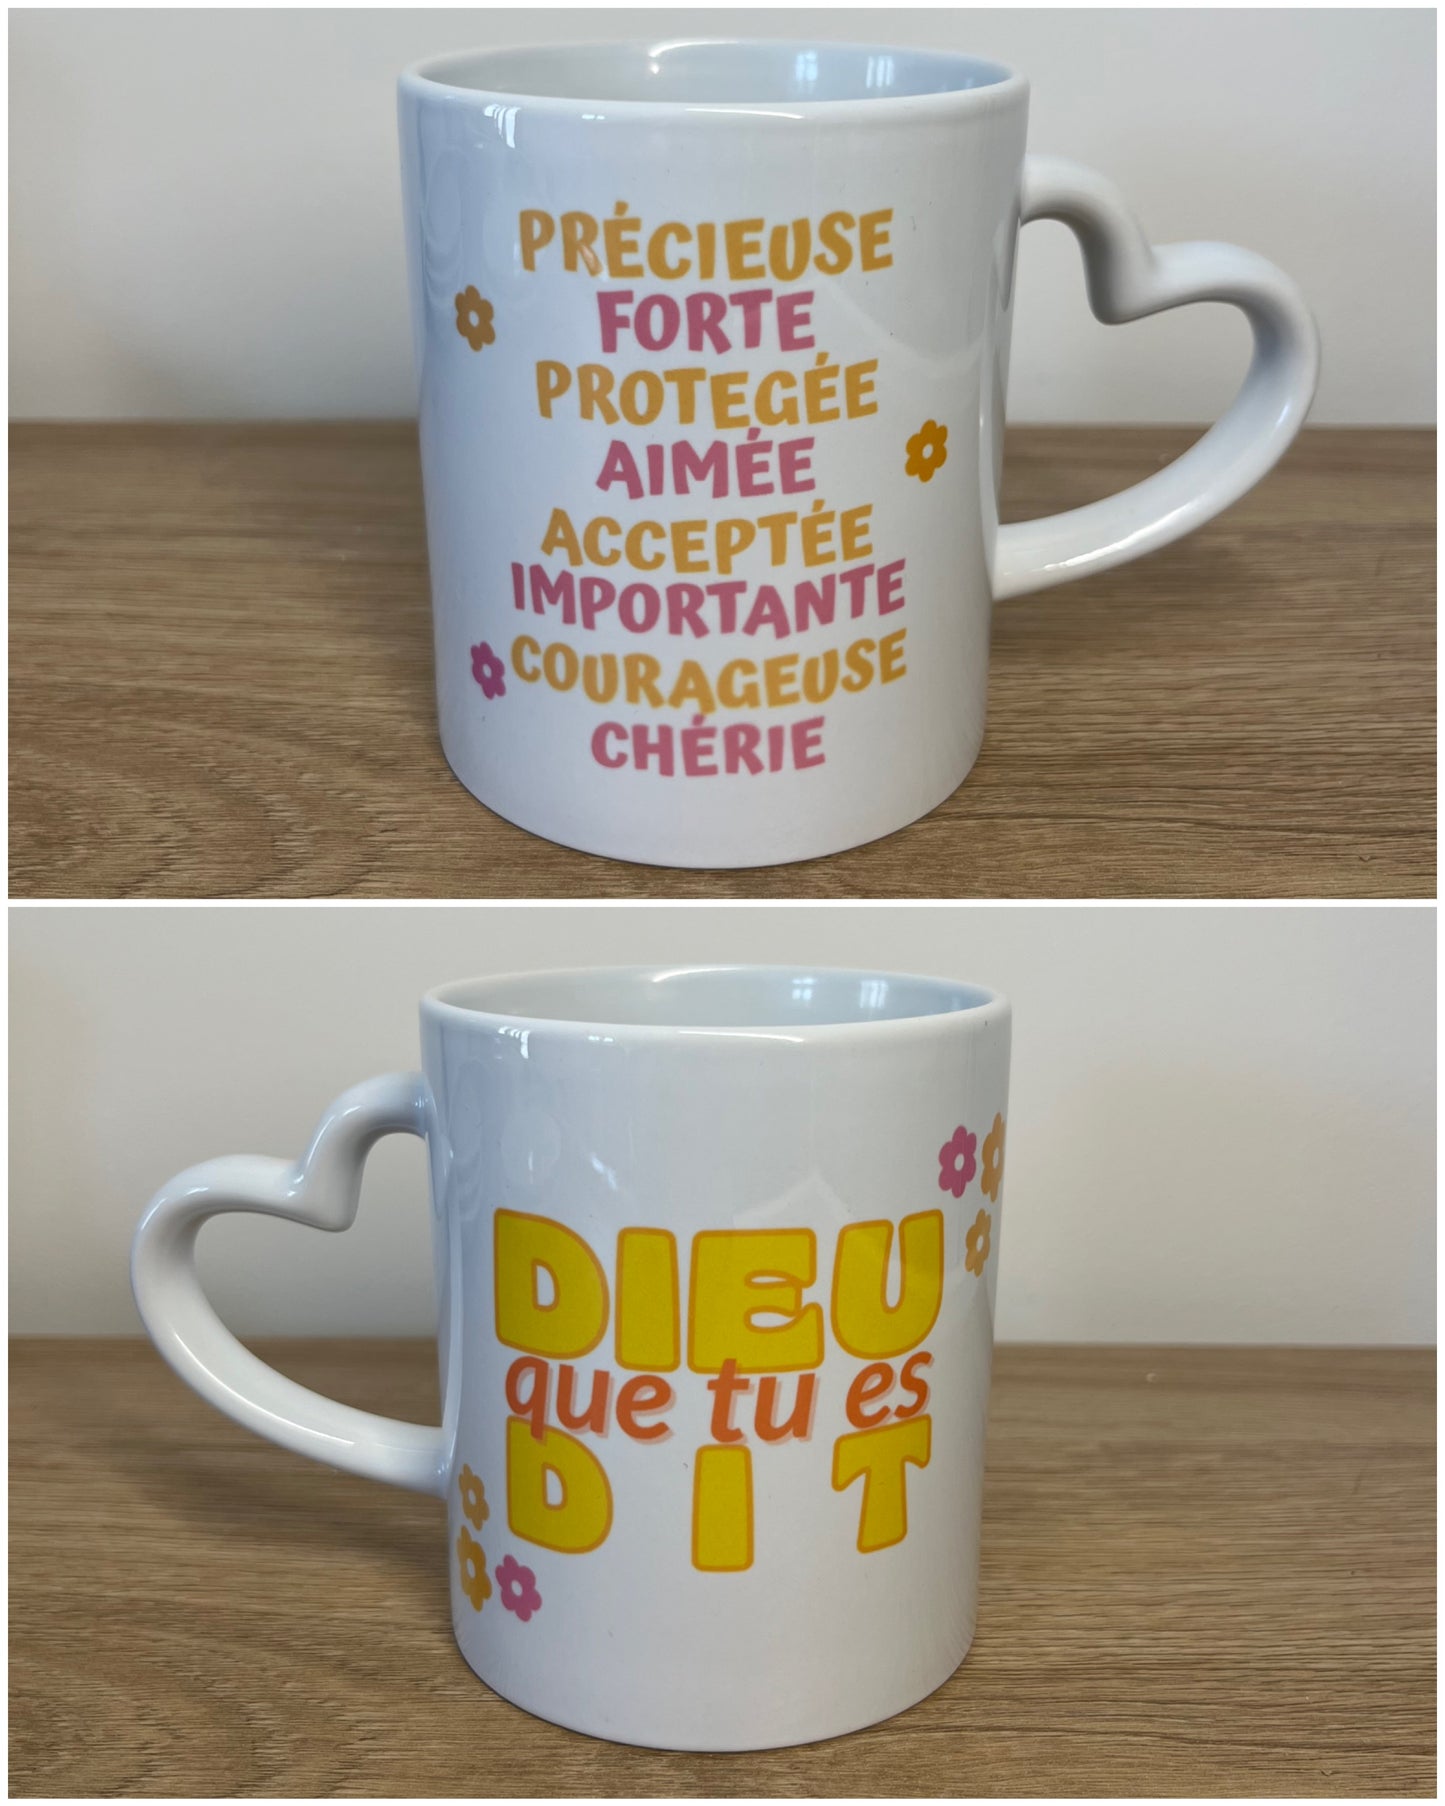 PRÉCIEUSE
FORTE
PROTEGÉE
AIMÉE
ACCEPTÉE
IMPORTANTE
COURAGEUSE
CHÉRIE
DIEU
que tu es
DIT